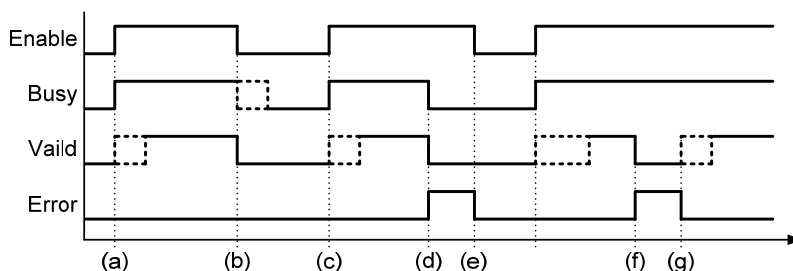 Enable
Busy
Vaild
Error
(a) (b) (c) (d) (e) (f) (g)